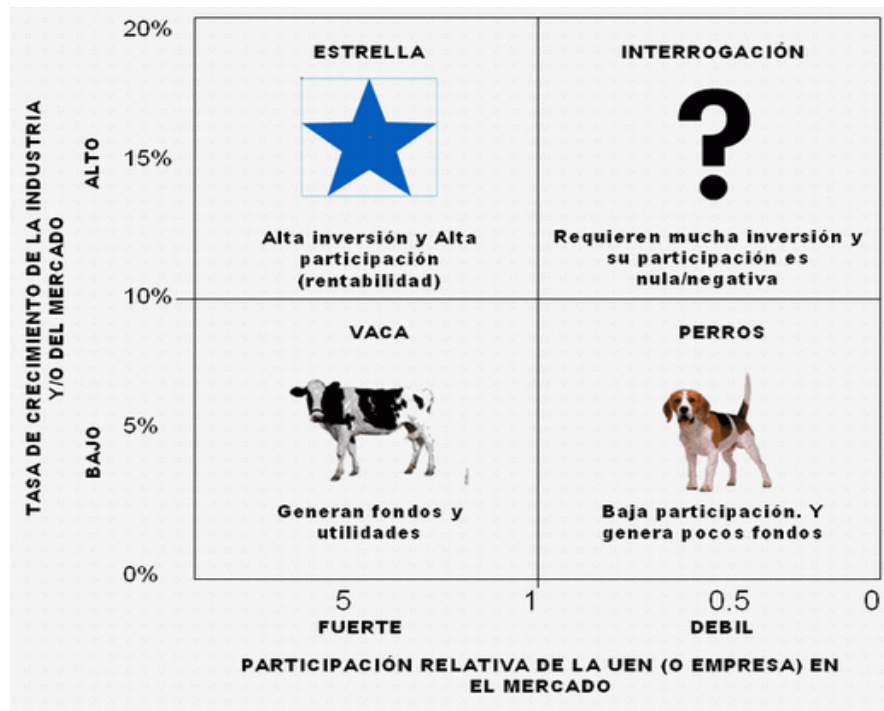 20%
ESTRELLA
INTERROGACIÓN
?
15%
ALTO
TASA DE CRECIMIENTO DE LA INDUSTRIA
Y/O DEL MERCADO
Alta inversión y Alta
participación
(rentabilidad)
Requieren mucha inversión y
su participación es
nula/negativa
10%
VACA
PERROS
5%
BAJO
Generan fondos y
utilidades
Baja participación. Y
genera pocos fondos
0%
5
1
0.5
0
FUERTE
DEBIL
PARTICIPACIÓN RELATIVA DE LA UEN (O EMPRESA) EN
EL MERCADO